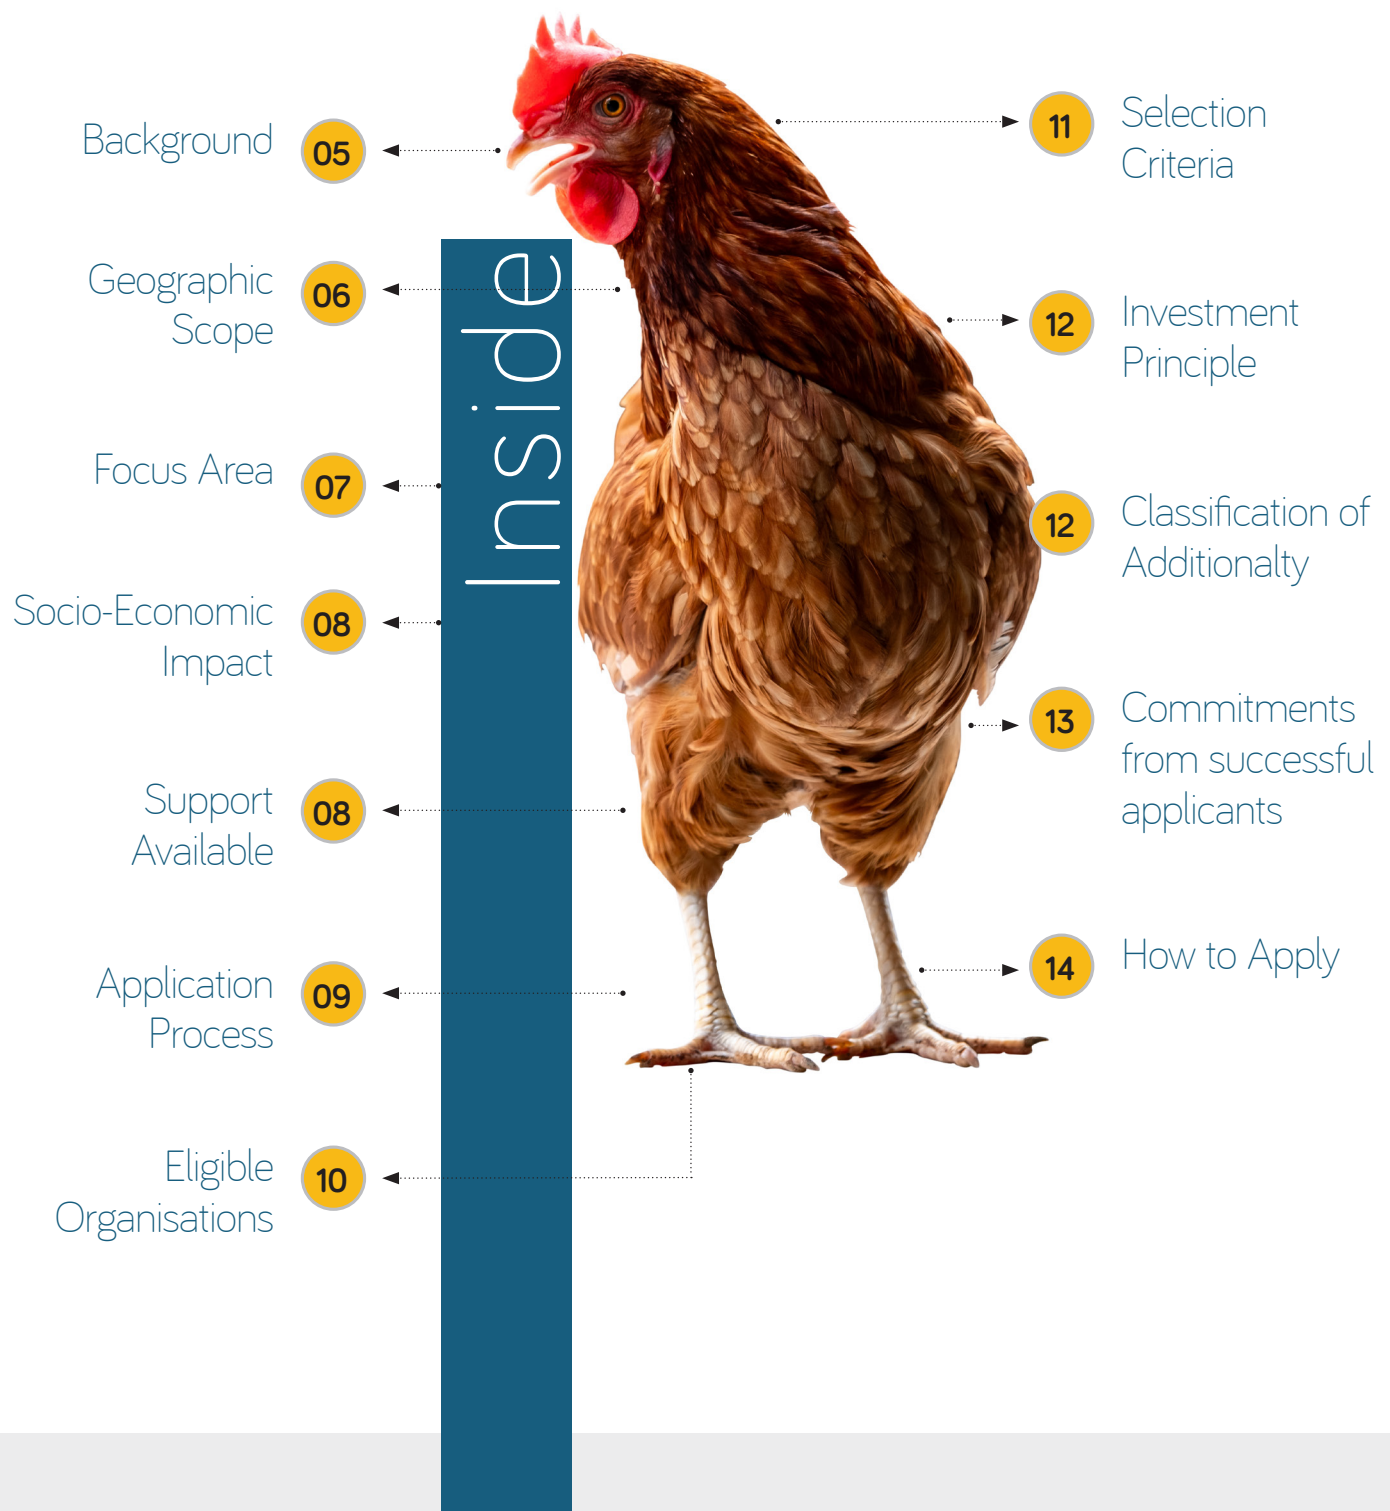 Inside
Background
05
Geographic
Scope
06
Focus Area
07
Socio-Economic
Impact
08
Support
Available
08
Application
Process
09
Eligible
Organisations
10
11
Selection
Criteria
12
Investment
Principle
12
Classification of
Additionalty
13
Commitments
from successful
applicants
14
How to Apply